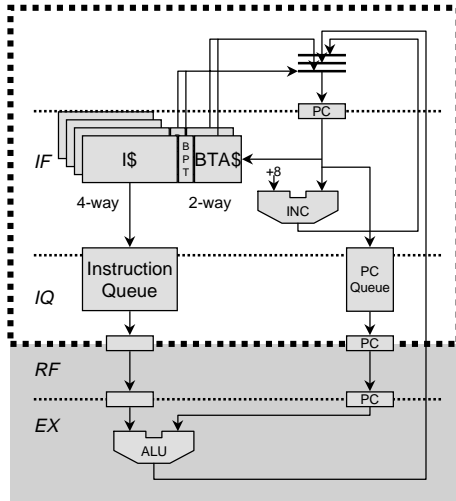 PC
IF
I$
B
P
T
BTA$
+8
INC
4-way
2-way
Instruction
Queue
PC
Queue
IQ
PC
RF
PC
EX
ALU